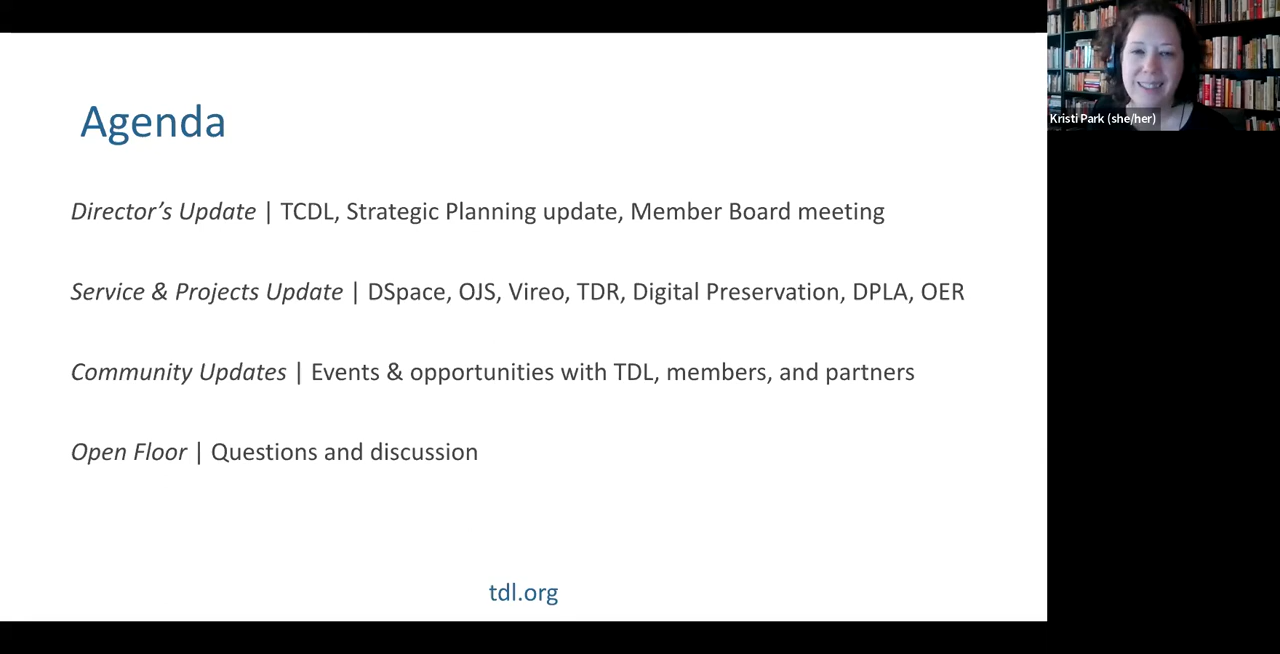 Agenda
Director’s Update | TCDL, Strategic Planning update, Member Board meeting
Service & Projects Update | DSpace, OJS, Vireo, TDR, Digital Preservation, DPLA, OER
Community Updates | Events & opportunities with TDL, members, and partners
Open Floor | Questions and discussion
tdl.org
Kristi Park (she/her)